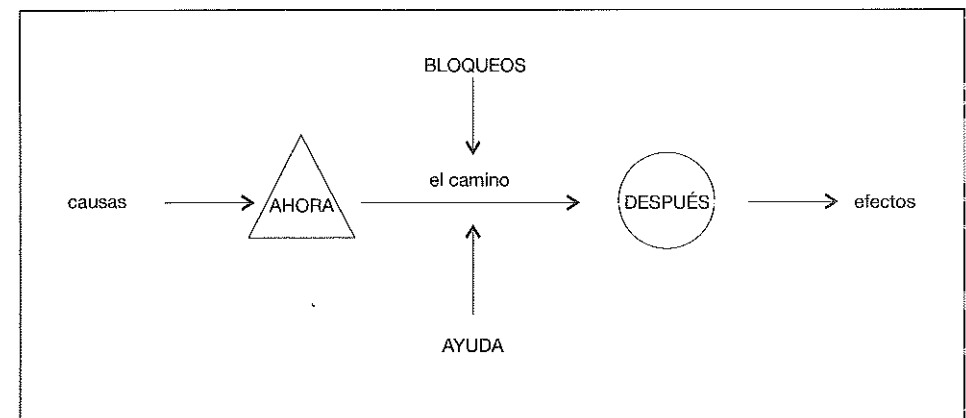 BLOQUEOS
el camino
causas
AHORA
DESPUÉS
efectos
AYUDA